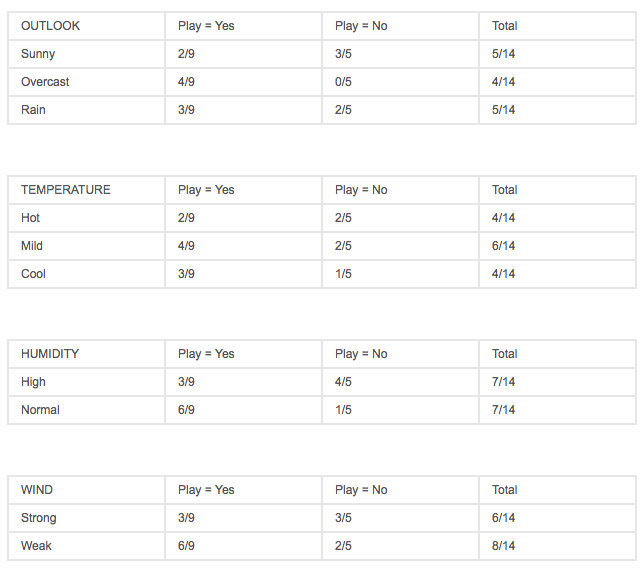 OUTLOOK Play = Yes Play = No Total
Sunny 2/9 3/5 5/14
Overcast 4/9 0/5 4/14
Rain 3/9 2/5 5/14
TEMPERATURE Play = Yes Play = No Total
Hot 2/9 2/5 4/14
Mild 4/9 2/5 6/14
Cool 3/9 1/5 4/14
HUMIDITY Play = Yes Play = No Total
High 3/9 4/5 7/14
Normal 6/9 1/5 7/14
WIND Play = Yes Play = No Total
Strong 3/9 3/5 6/14
Weak 6/9 2/5 8/14